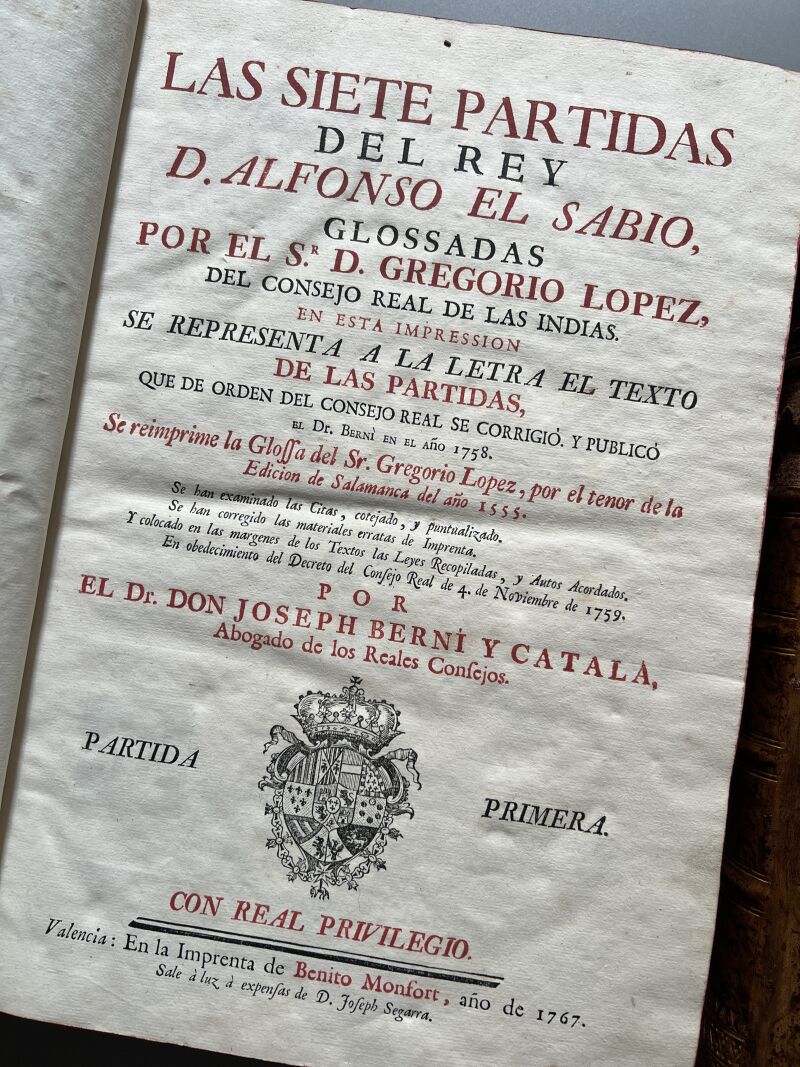 LAS SIETE PARTIDAS
DEL REY
D. ALFONSO EL SABIO,
GLOSSADAS
POR EL S.R D. GREGORIO LOPEZ,
DEL CONSEJO REAL DE LAS INDIAS.
EN ESTA IMPRESSION
SE REPRESENTA A LA LETRA EL TEXTO
DE LAS PARTIDAS,
QUE DE ORDEN DEL CONSEJO REAL SE CORRIGIÓ. Y PUBLICÓ
EL Dr. BERNÌ EN EL AÑO 1758.
Se reimprime la Gloſſa del Sr. Gregorio Lopez, por el tenor de la
Edicion de Salamanca del año 1555.
Se han examinado las Citas, cotejado, y puntualizado.
Se han corregido las materiales erratas de Imprenta.
Y colocado en las margenes de los Textos las Leyes Recopiladas, y Autos Acordados.
En obedecimiento del Decreto del Conſejo Real de 4. de Noviembre de 1759.
POR
EL Dr. DON JOSEPH BERNÌ Y CATALÀ,
Abogado de los Reales Conſejos.
PARTIDA PRIMERA.
CON REAL PRIVILEGIO.
Valencia: En la Imprenta de Benito Monfort, año de 1767.
Sale à luz à expenſas de D. Joſeph Segarra.